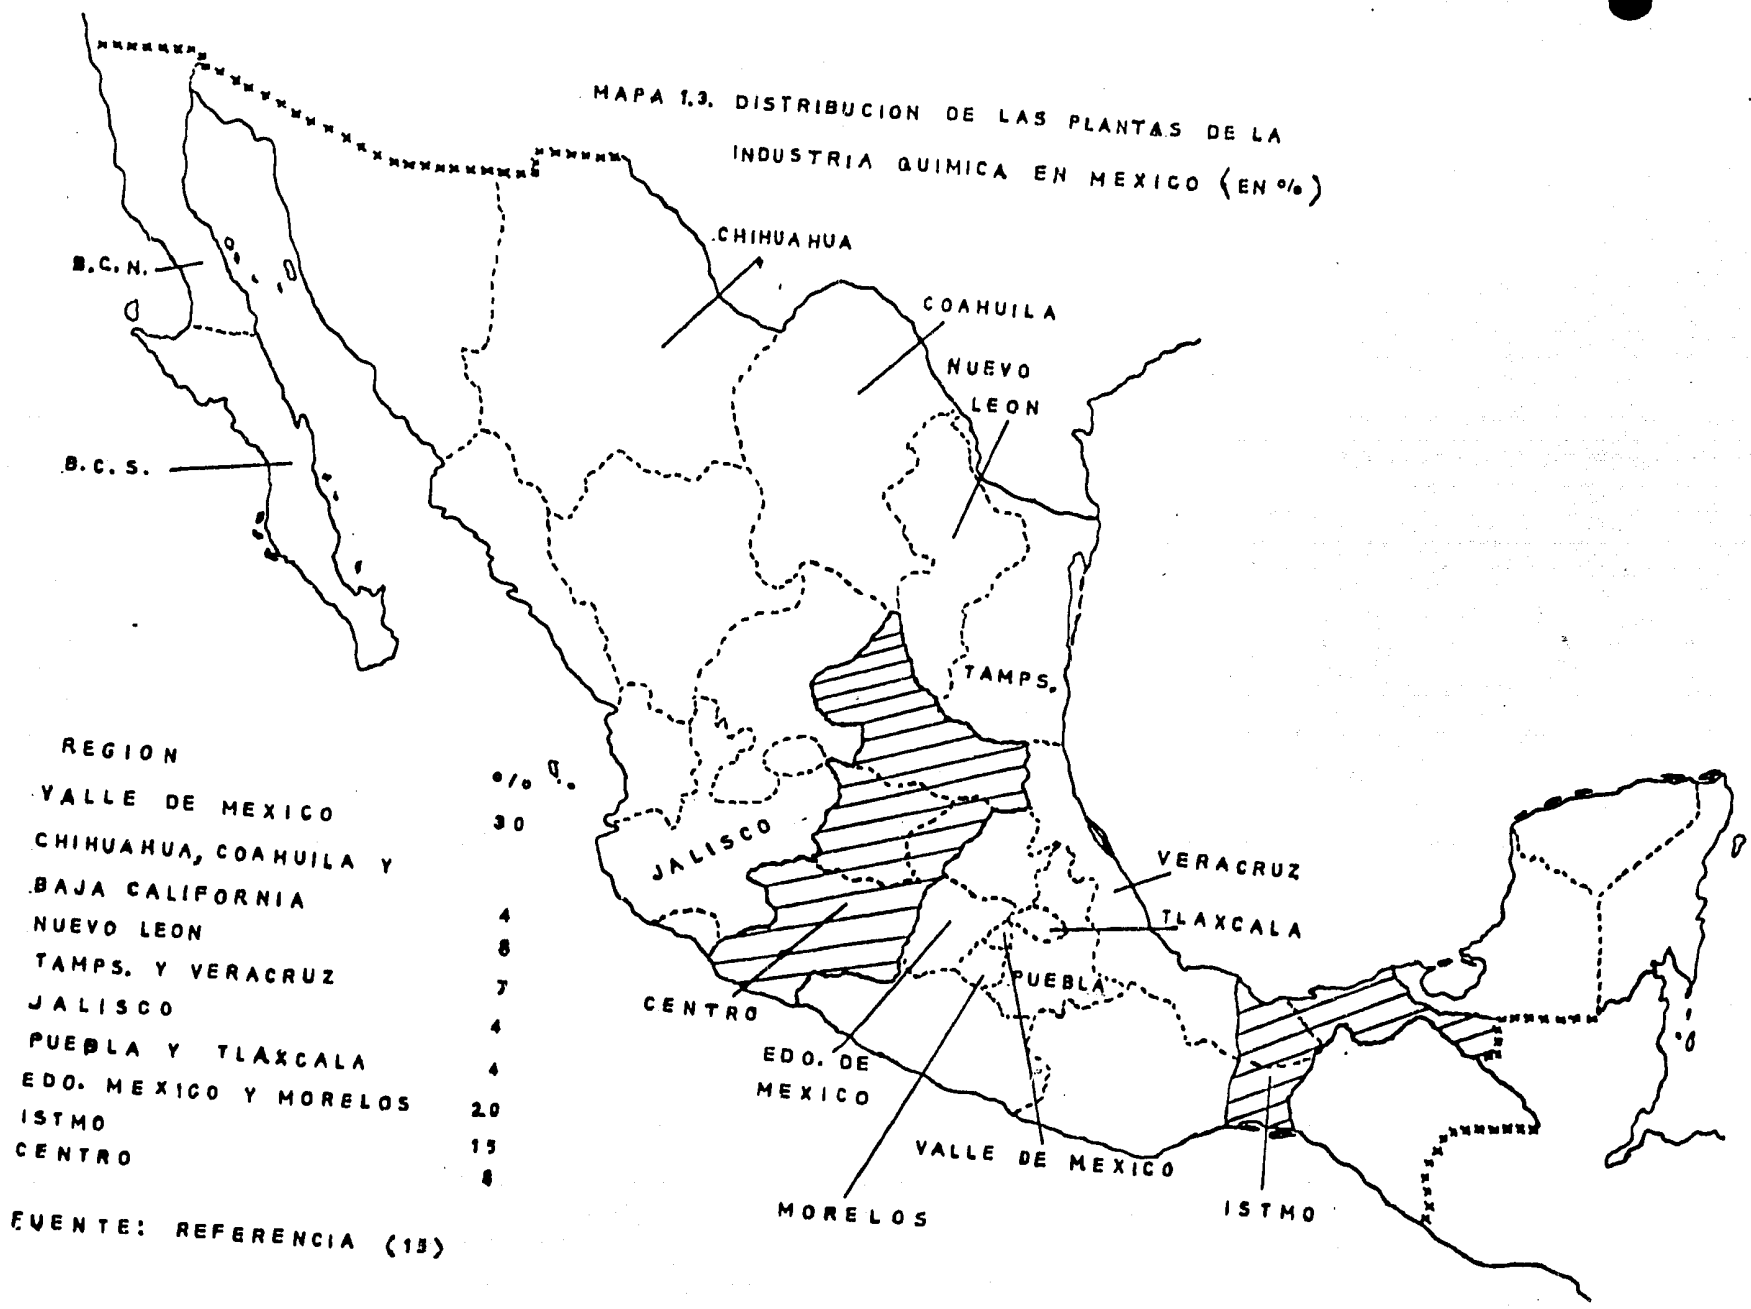 MAPA 1.3. DISTRIBUCION DE LAS PLANTAS DE LA
INDUSTRIA QUIMICA EN MEXICO (EN %)
CHIHUAHUA
B.C.N.
COAHUILA
NUEVO
LEON
B.C.S.
TAMPS.
JALISCO
VERACRUZ
TLAXCALA
PUEBLA
CENTRO
EDO. DE
MEXICO
VALLE DE MEXICO
MORELOS
ISTMO
REGION %
VALLE DE MEXICO 30
CHIHUAHUA, COAHUILA Y
BAJA CALIFORNIA 4
NUEVO LEON 8
TAMPS. Y VERACRUZ 7
JALISCO 4
PUEBLA Y TLAXCALA 4
EDO. MEXICO Y MORELOS 20
ISTMO 15
CENTRO
FUENTE: REFERENCIA (15)